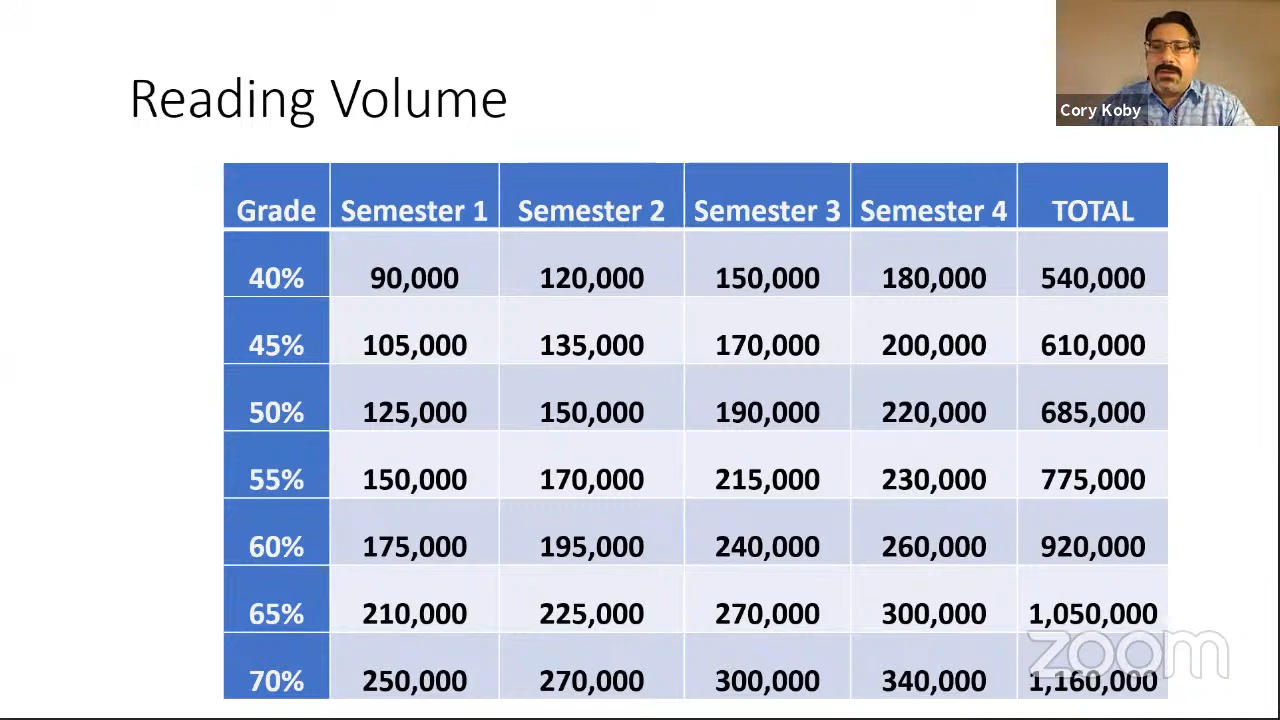 Reading Volume
Cory Koby
Grade Semester 1 Semester 2 Semester 3 Semester 4 TOTAL
40% 90,000 120,000 150,000 180,000 540,000
45% 105,000 135,000 170,000 200,000 610,000
50% 125,000 150,000 190,000 220,000 685,000
55% 150,000 170,000 215,000 230,000 775,000
60% 175,000 195,000 240,000 260,000 920,000
65% 210,000 225,000 270,000 300,000 1,050,000
zoom
70% 250,000 270,000 300,000 340,000 1,160,000